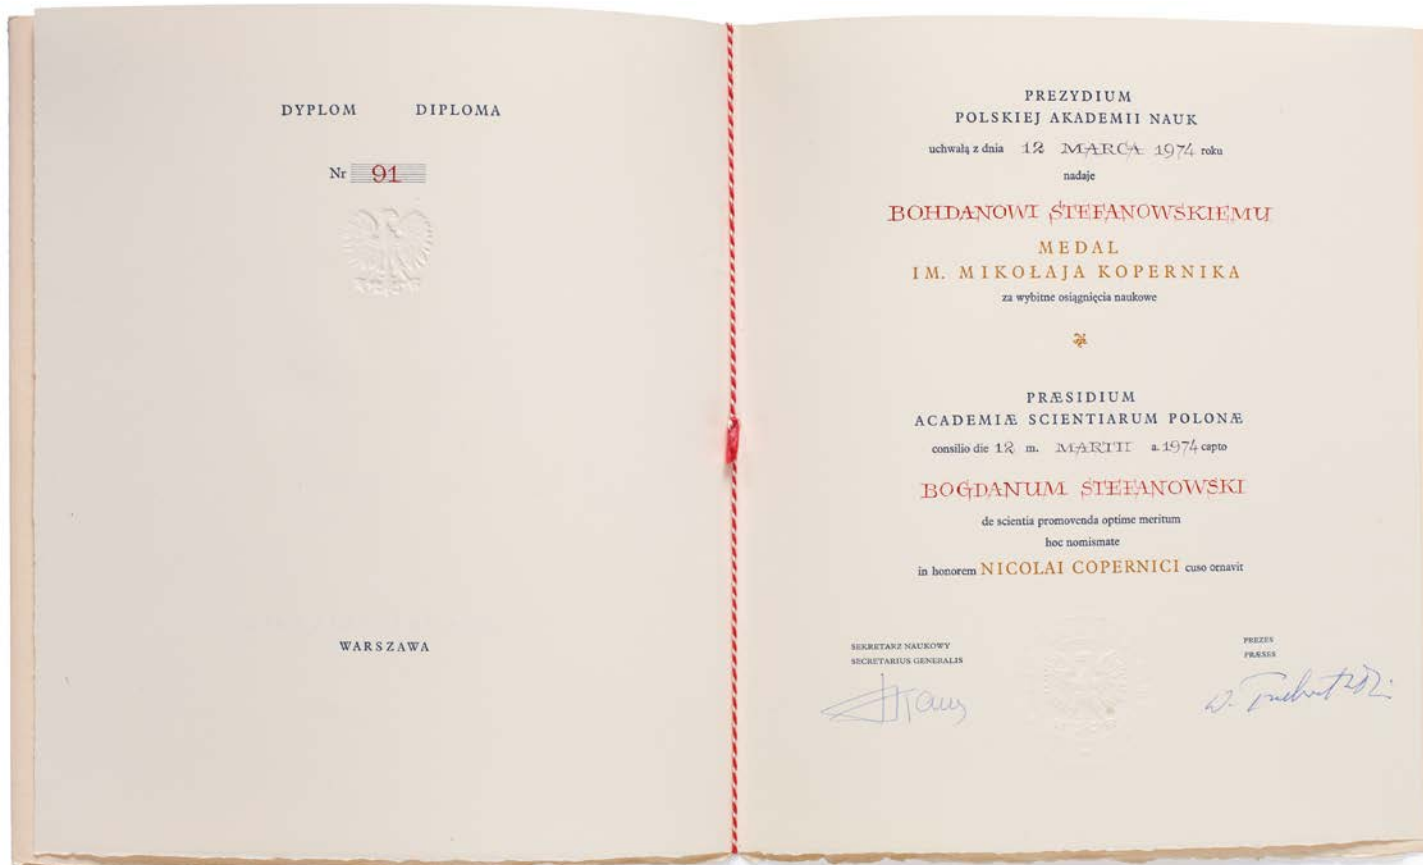 DYPLOM DIPLOMA
Nr 91
WARSZAWA
PREZYDIUM
POLSKIEJ AKADEMII NAUK
uchwałą z dnia 12 MARCA 1974 roku
nadaje
BOHDANOWI STEFANOWSKIEMU
MEDAL
IM. MIKOŁAJA KOPERNIKA
za wybitne osiągnięcia naukowe
PRÆSIDIUM
ACADEMIÆ SCIENTIARUM POLONÆ
consilio die 12 m. MARTII a. 1974 capto
BOGDANUM STEFANOWSKI
de scientia promovenda optime meritum
hoc nomismate
in honorem NICOLAI COPERNICI cuso ornavit
SEKRETARZ NAUKOWY
SECRETARIUS GENERALIS
PREZES
PRÆSES